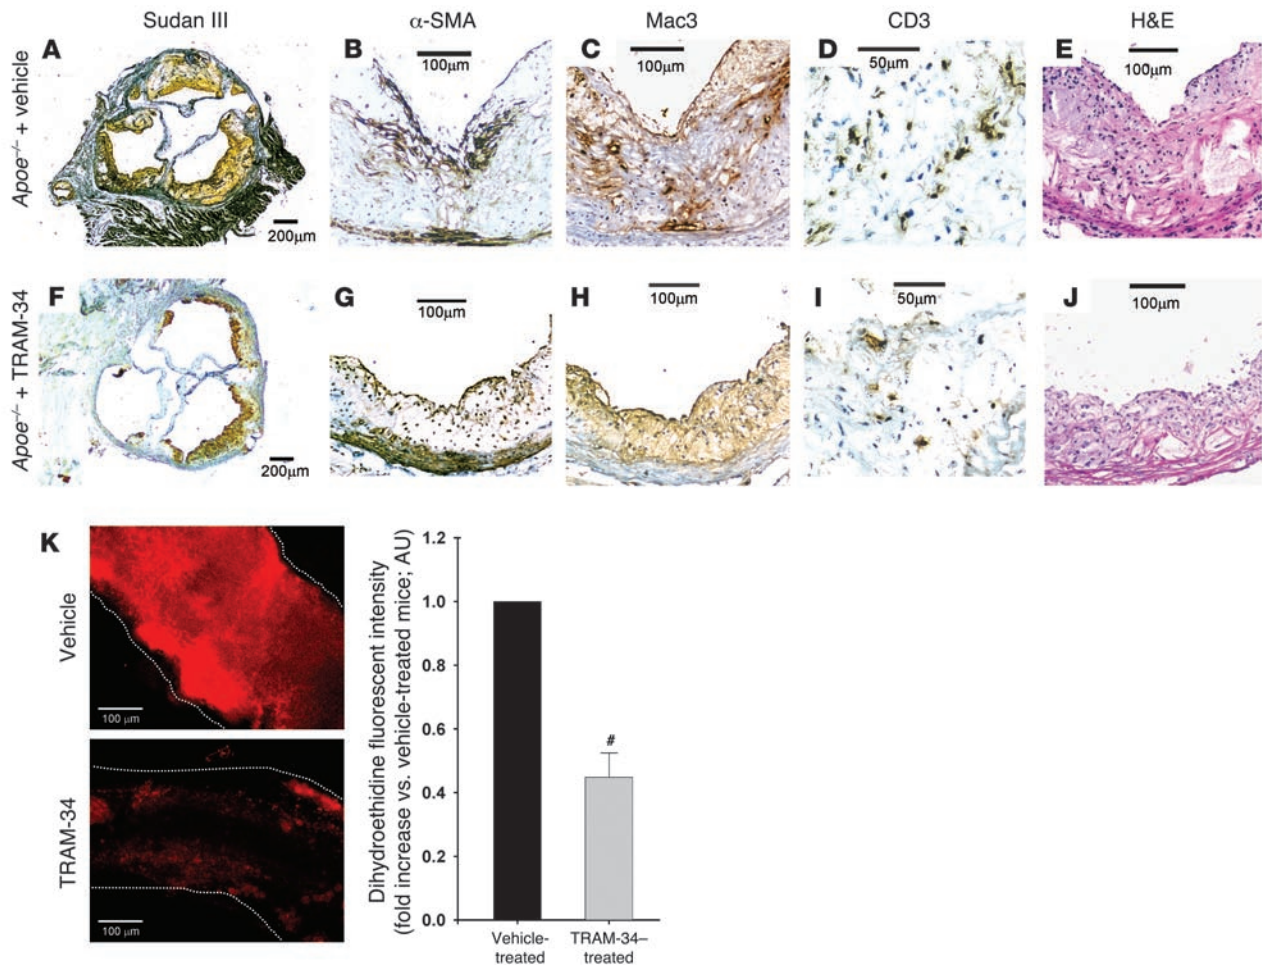 Sudan III
α-SMA
Mac3
CD3
H&E
Apoe–/– + vehicle
A
200μm
B
100μm
C
100μm
D
50μm
E
100μm
Apoe–/– + TRAM-34
F
200μm
G
100μm
H
100μm
I
50μm
J
100μm
K
Vehicle
100 μm
TRAM-34
100 μm
Dihydroethidine fluorescent intensity
(fold increase vs. vehicle-treated mice; AU)
1.2
1.0
0.8
0.6
0.4
0.2
0.0
#
Vehicle-
treated
TRAM-34–
treated